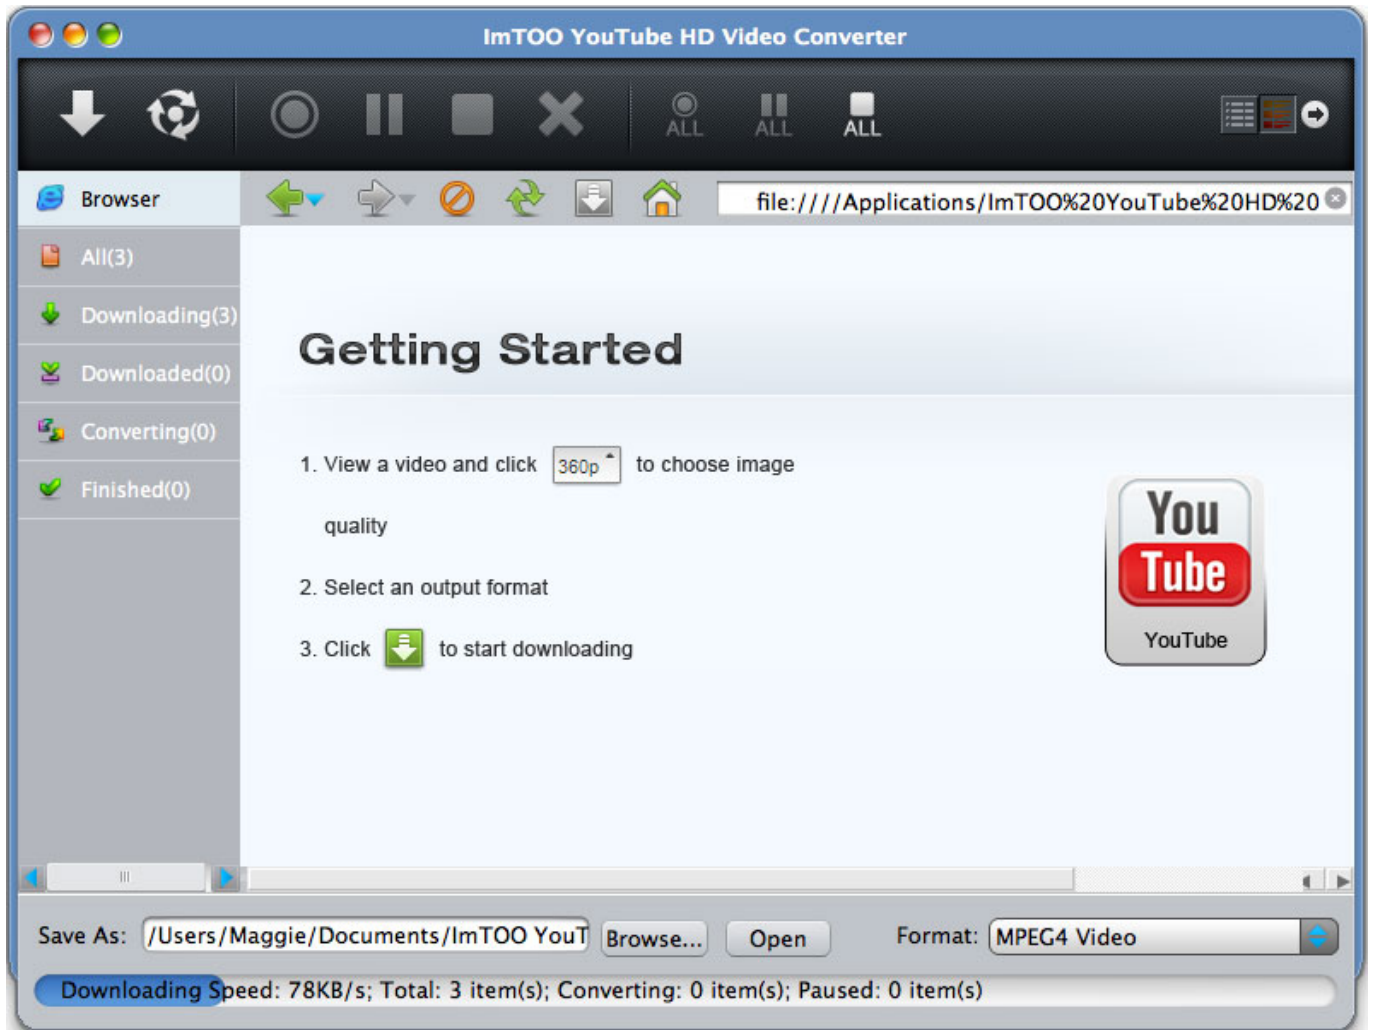 ImTOO YouTube HD Video Converter
ALL
ALL
ALL
Browser
file:////Applications/ImTOO%20YouTube%20HD%20
All(3)
Downloading(3)
Downloaded(0)
Converting(0)
Finished(0)
Getting Started
1. View a video and click 360p to choose image
quality
2. Select an output format
3. Click to start downloading
You
Tube
YouTube
Save As: /Users/Maggie/Documents/ImTOO YouT Browse... Open Format: MPEG4 Video
Downloading Speed: 78KB/s; Total: 3 item(s); Converting: 0 item(s); Paused: 0 item(s)